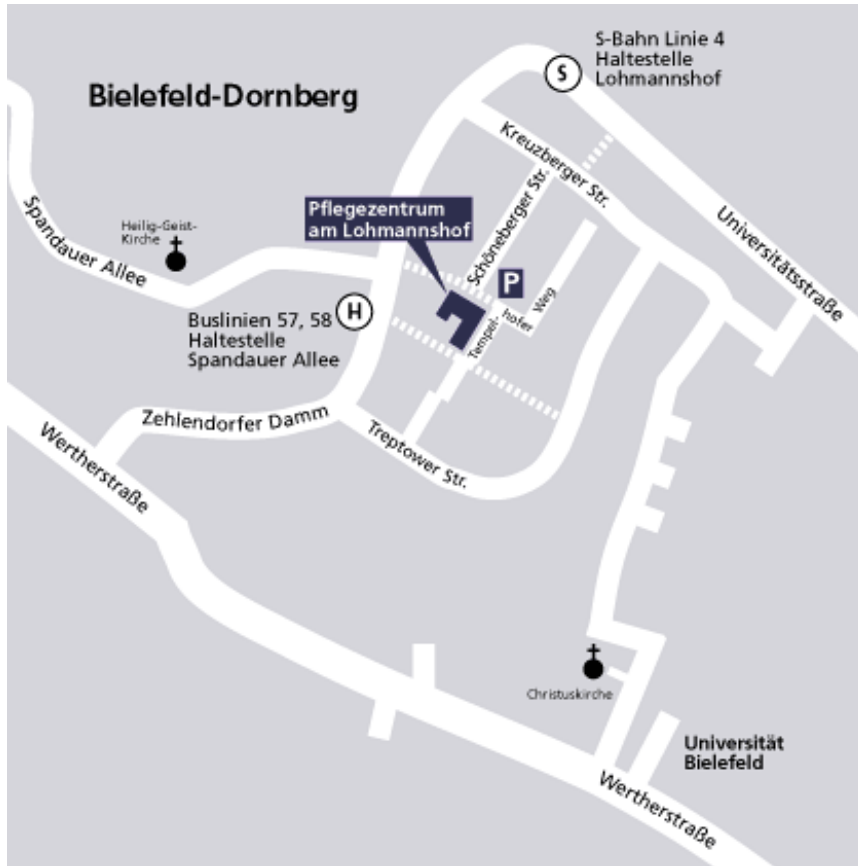 S-Bahn Linie 4
Haltestelle
Lohmannshof
S
Bielefeld-Dornberg
Kreuzberger Str.
Schöneberger Str.
Pflegezentrum
am Lohmannshof
Universitätsstraße
Spandauer Allee
Heilig-Geist-
Kirche
P
H
Buslinien 57, 58
Haltestelle
Spandauer Allee
Tempel-
hofer
Weg
Zehlendorfer Damm
Treptower Str.
Wertherstraße
Christuskirche
Universität
Bielefeld
Wertherstraße